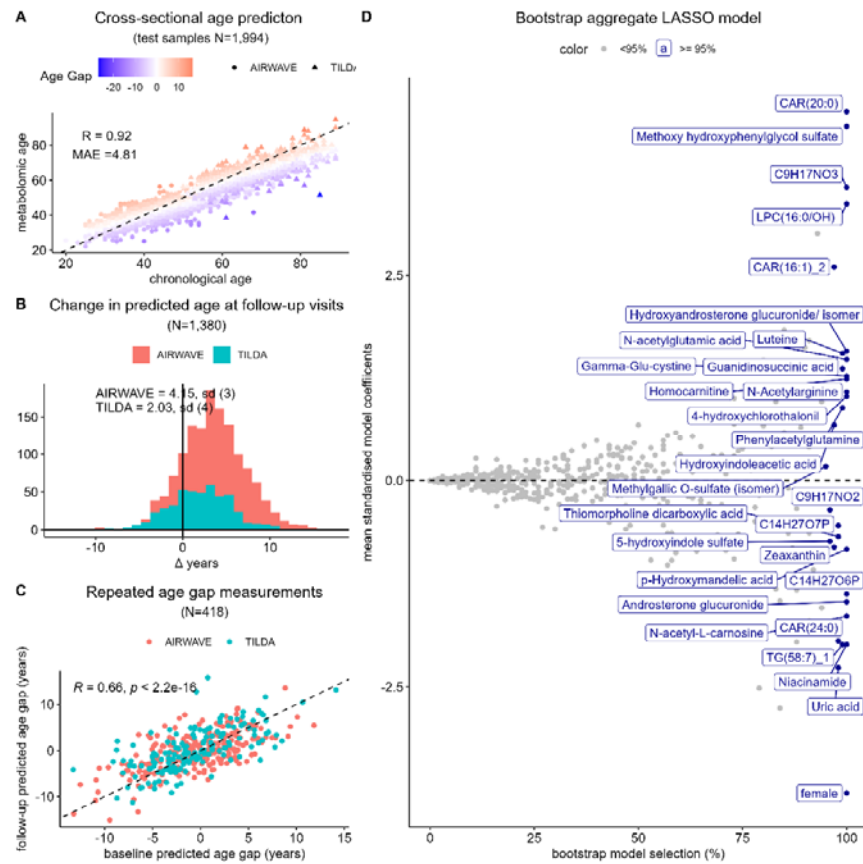 A
Cross-sectional age predicton
(test samples N=1,994)
Age Gap
-20 -10 0 10
AIRWAVE
TILDA
R = 0.92
MAE =4.81
metabolomic age
80
60
40
20
20 40 60 80
chronological age
B
Change in predicted age at follow-up visits
(N=1,380)
AIRWAVE
TILDA
AIRWAVE = 4.15, sd (3)
TILDA = 2.03, sd (4)
150
100
50
0
-10 0 10
Δ years
C
Repeated age gap measurements
(N=418)
AIRWAVE
TILDA
R = 0.66, p < 2.2e-16
follow-up predicted age gap (years)
10
0
-10
-10 -5 0 5 10 15
baseline predicted age gap (years)
D
Bootstrap aggregate LASSO model
color
<95%
a
>= 95%
mean standardised model coefficents
2.5
0.0
-2.5
CAR(20:0)
Methoxy hydroxyphenylglycol sulfate
C9H17NO3
LPC(16:0/OH)
CAR(16:1)_2
Hydroxyandrosterone glucuronide/ isomer
N-acetylglutamic acid
Luteine
Gamma-Glu-cystine
Guanidinosuccinic acid
Homocarnitine
N-Acetylarginine
4-hydroxychlorothalonil
Phenylacetylglutamine
Hydroxyindoleacetic acid
Methylgallic O-sulfate (isomer)
C9H17NO2
Thiomorpholine dicarboxylic acid
C14H27O7P
5-hydroxyindole sulfate
Zeaxanthin
p-Hydroxymandelic acid
C14H27O6P
Androsterone glucuronide
N-acetyl-L-carnosine
CAR(24:0)
TG(58:7)_1
Niacinamide
Uric acid
female
0 25 50 75 100
bootstrap model selection (%)